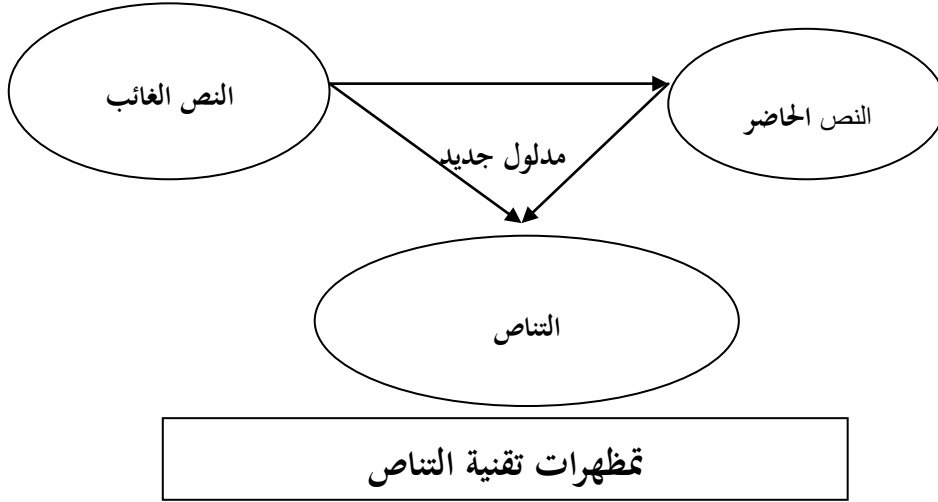 النص الحاضر
النص الغائب
مدلول جديد
التناص
تمظهرات تقنية التناص